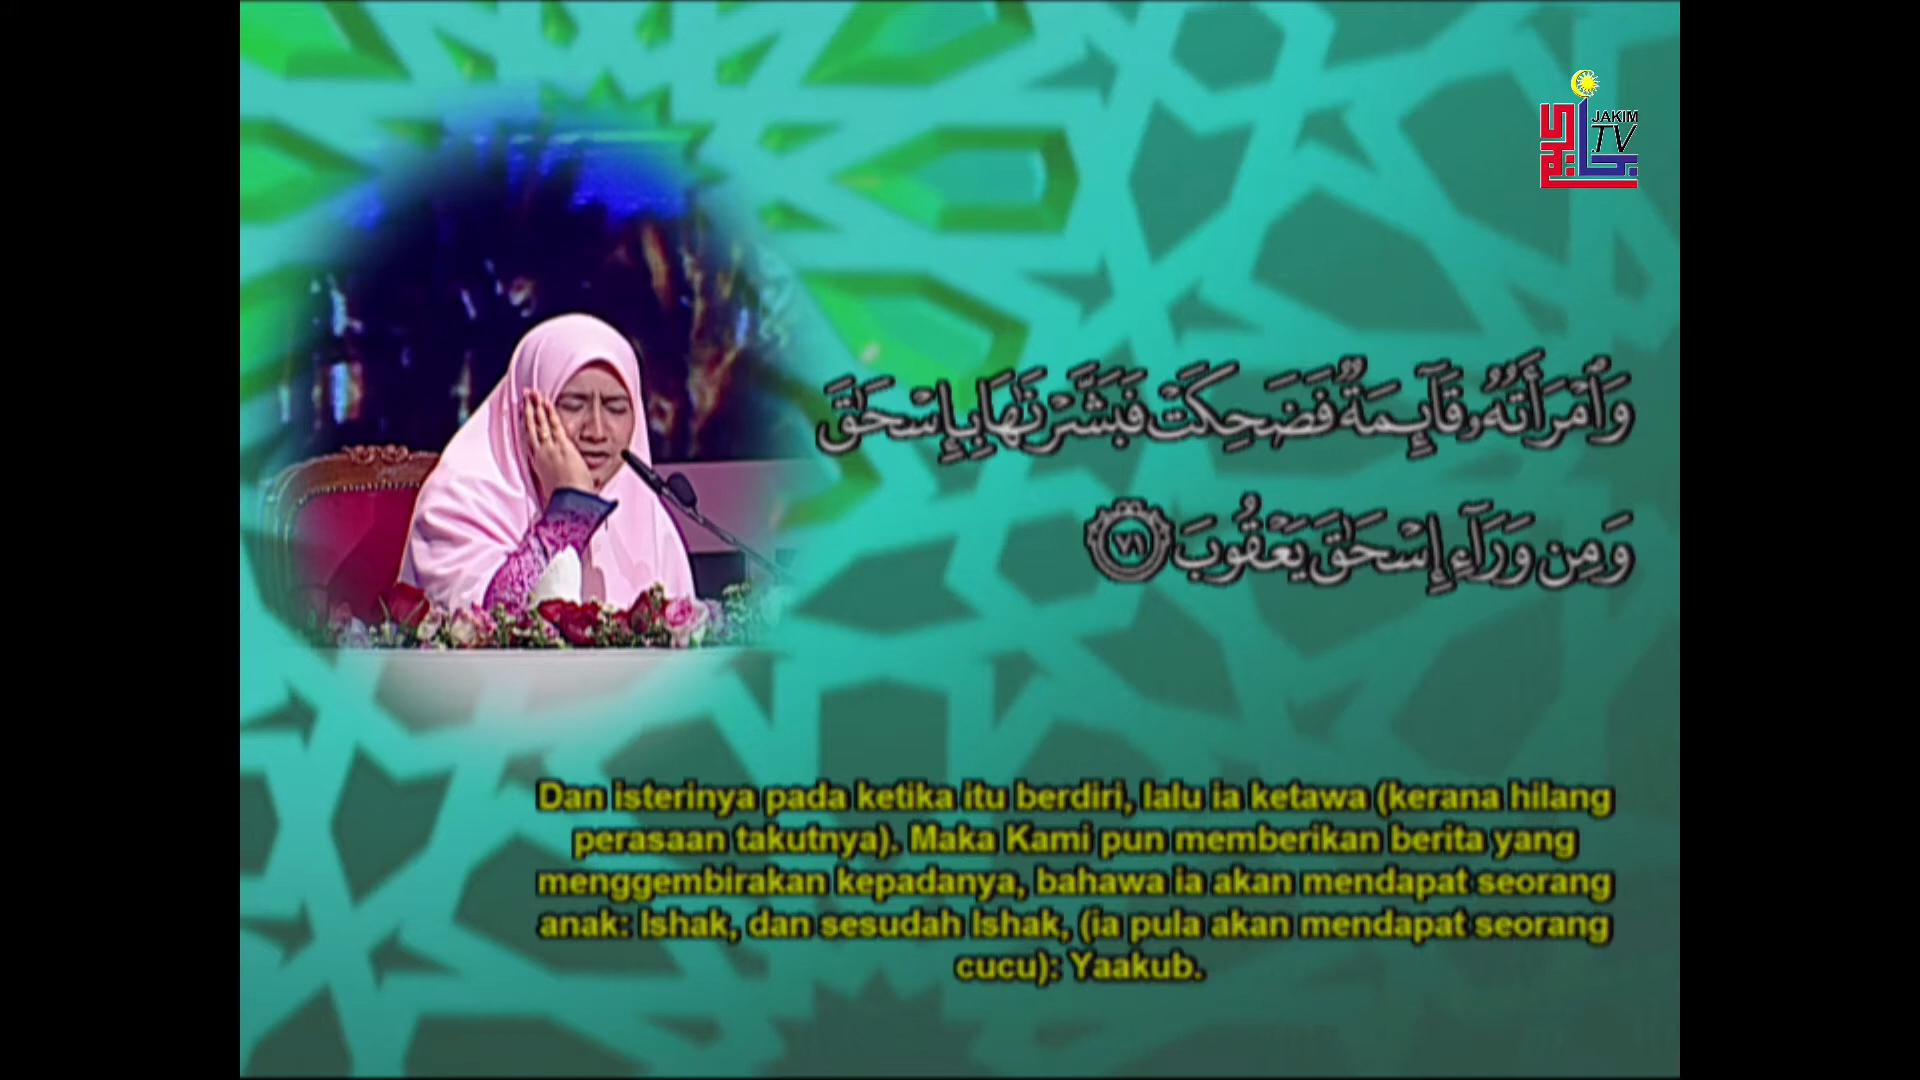 JAKIM
TV
وَٱمْرَأَتُهُۥ قَآئِمَةٌ فَضَحِكَتْ فَبَشَّرْنَٰهَا بِإِسْحَٰقَ
وَمِن وَرَآءِ إِسْحَٰقَ يَعْقُوبَ ٧١
Dan isterinya pada ketika itu berdiri, lalu ia ketawa (kerana hilang
perasaan takutnya). Maka Kami pun memberikan berita yang
menggembirakan kepadanya, bahawa ia akan mendapat seorang
anak: Ishak, dan sesudah Ishak, (ia pula akan mendapat seorang
cucu): Yaakub.